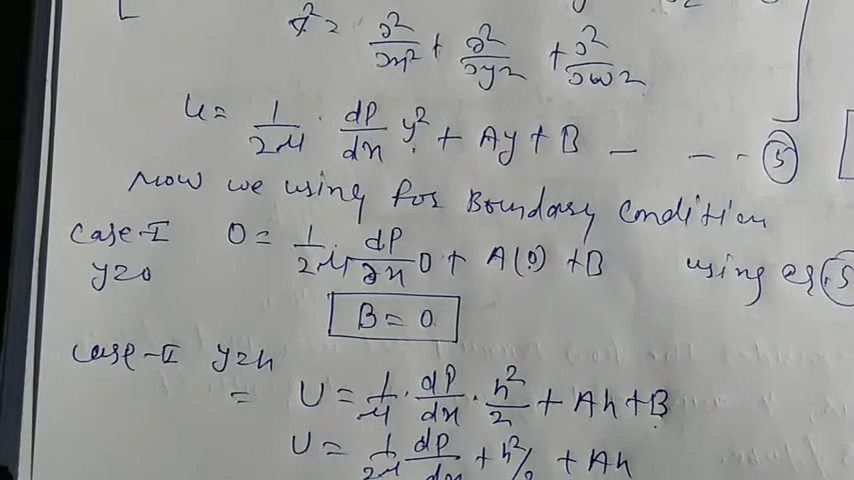 ∇² = ∂²/∂x² + ∂²/∂y² + ∂²/∂w²
u = 1/2μ · dP/dx y² + Ay + B — — - - (5)
Now we using for Boundary Condition
Case-I 0 = 1/2μ · dP/∂x 0 + A(0) + B using eq. (5)
y=0
B = 0
Case-II y=h
= U = 1/μ · dP/dx · h²/2 + Ah + B
U = 1/2μ dP/dx + h²/ + Ah